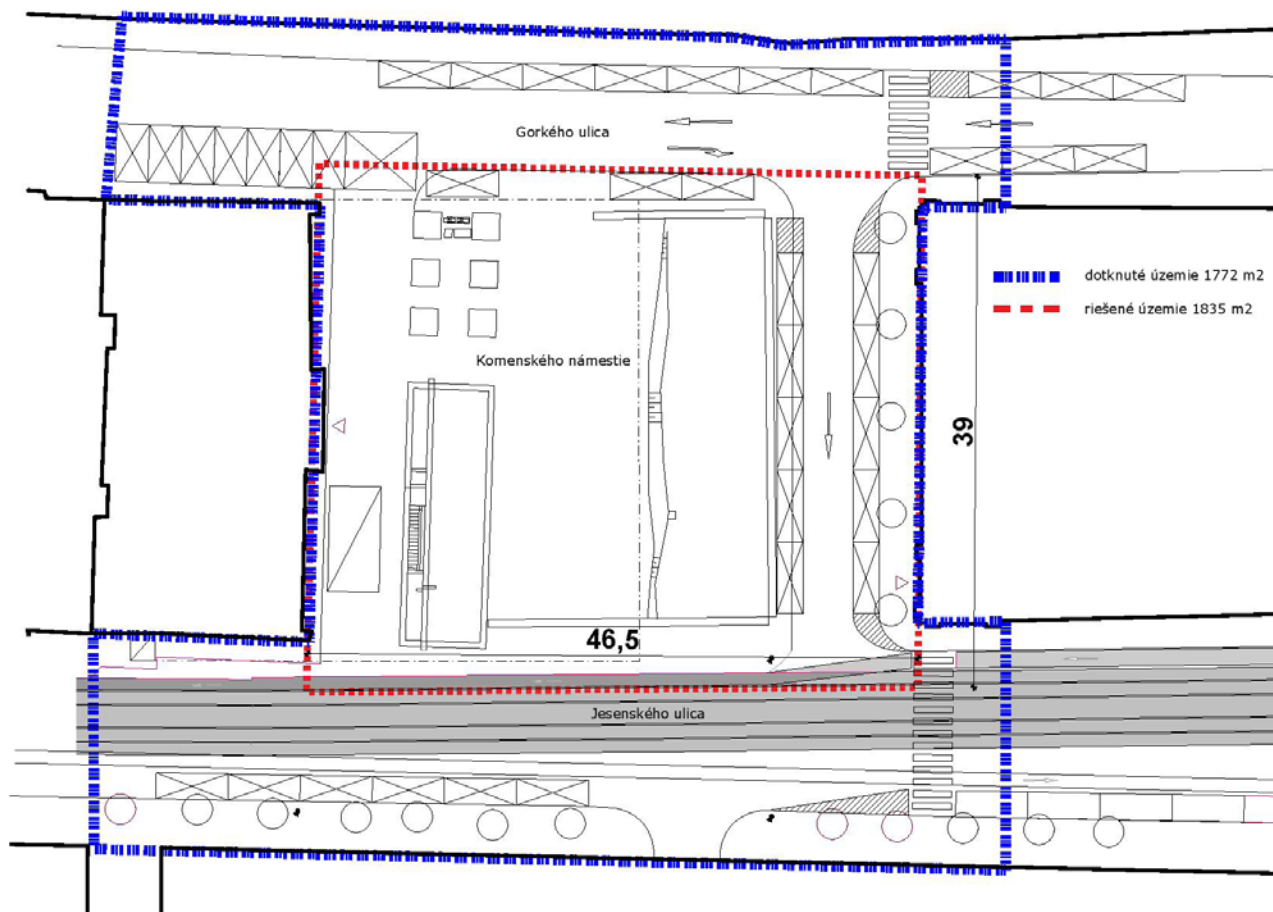 Gorkého ulica
dotknuté územie 1772 m2
riešené územie 1835 m2
Komenského námestie
39
46,5
Jesenského ulica